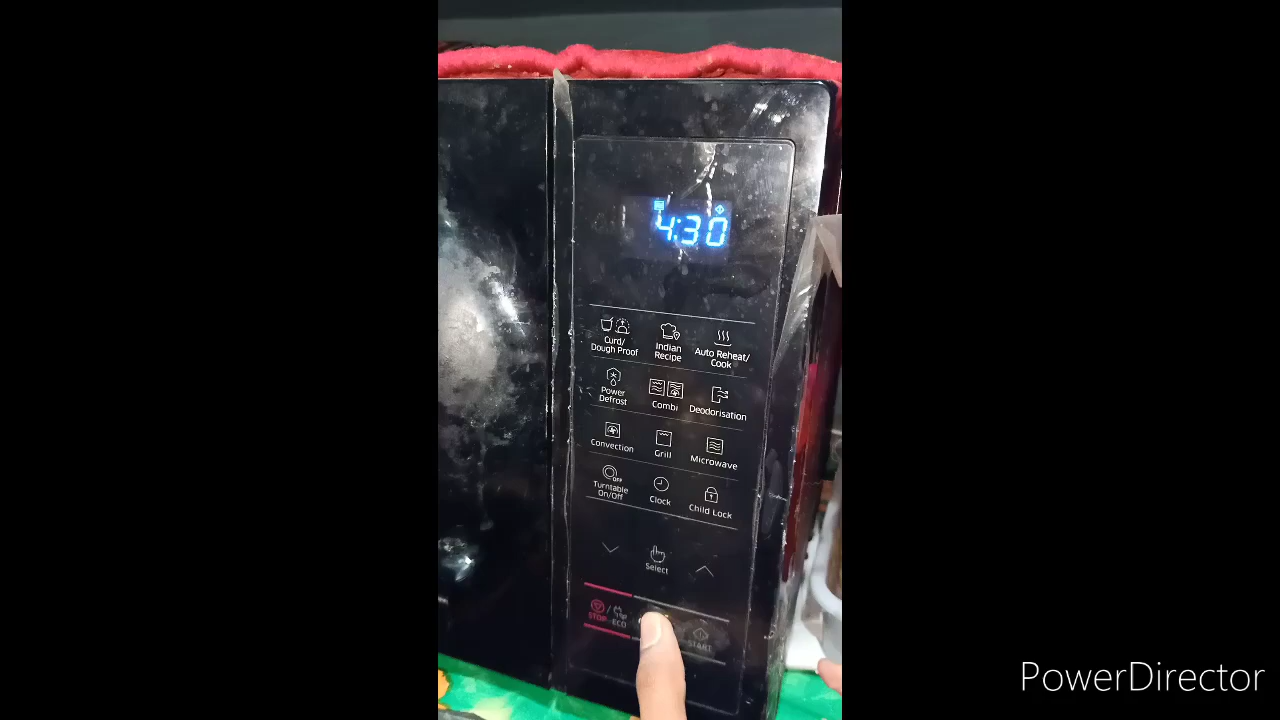 4:30
Curd/
Dough Proof
Indian
Recipe
Auto Reheat/
Cook
Power
Defrost
Combi
Deodorisation
Convection
Grill
Microwave
OFF
Turntable
On/Off
Clock
Child Lock
Select
STOP
ECO
START
PowerDirector